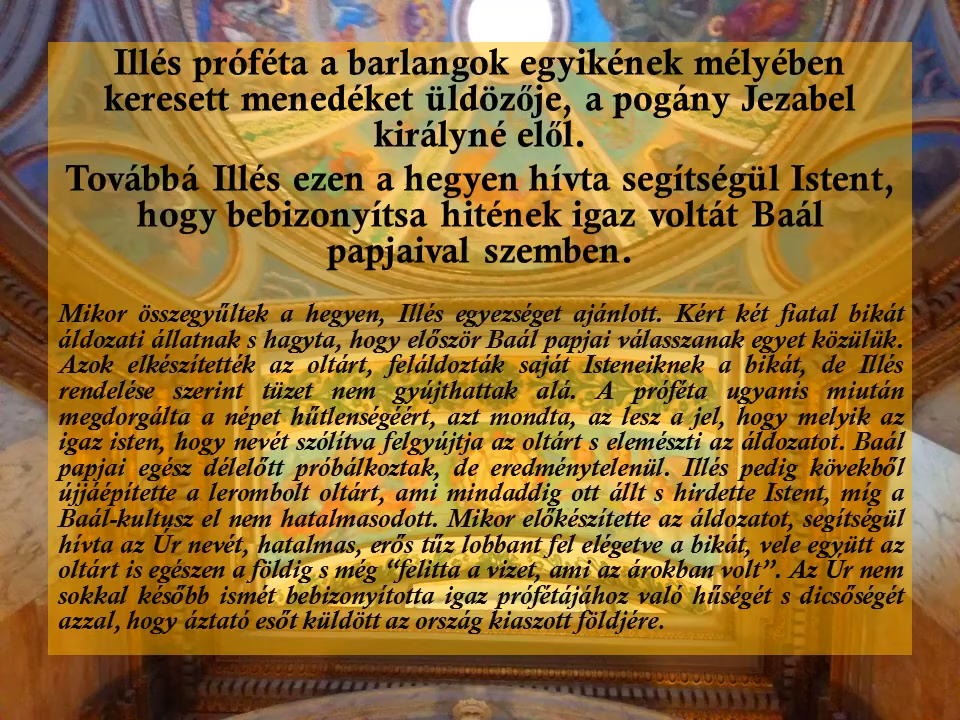 Illés próféta a barlangok egyikének mélyében
keresett menedéket üldözője, a pogány Jezabel
királyné elől.
Továbbá Illés ezen a hegyen hívta segítségül Istent,
hogy bebizonyítsa hitének igaz voltát Baál
papjaival szemben.
Mikor összegyűltek a hegyen, Illés egyezséget ajánlott. Kért két fiatal bikát
áldozati állatnak s hagyta, hogy először Baál papjai válasszanak egyet közülük.
Azok elkészítették az oltárt, feláldozták saját Isteneiknek a bikát, de Illés
rendelése szerint tüzet nem gyújthattak alá. A próféta ugyanis miután
megdorgálta a népet hűtlenségéért, azt mondta, az lesz a jel, hogy melyik az
igaz isten, hogy nevét szólítva felgyújtja az oltárt s elemészti az áldozatot. Baál
papjai egész délelőtt próbálkoztak, de eredménytelenül. Illés pedig kövekből
újjáépítette a lerombolt oltárt, ami mindaddig ott állt s hirdette Istent, míg a
Baál-kultusz el nem hatalmasodott. Mikor előkészítette az áldozatot, segítségül
hívta az Úr nevét, hatalmas, erős tűz lobbant fel elégetve a bikát, vele együtt az
oltárt is egészen a földig s még “felitta a vizet, ami az árokban volt”. Az Úr nem
sokkal később ismét bebizonyította igaz prófétájához való hűségét s dicsőségét
azzal, hogy áztató esőt küldött az ország kiaszott földjére.